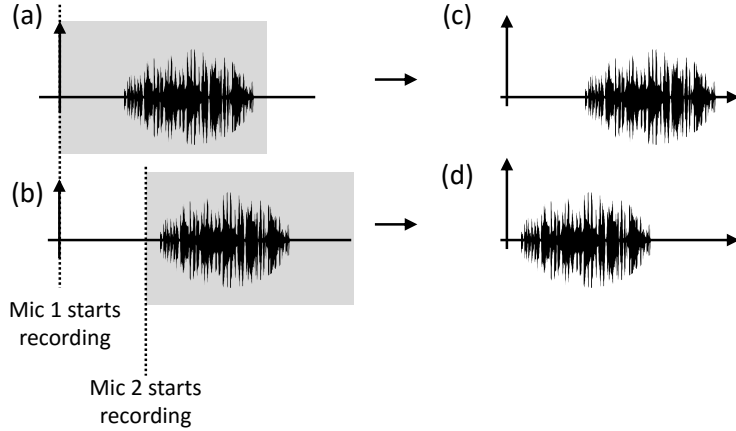 (a)
(c)
(b)
(d)
Mic 1 starts
recording
Mic 2 starts
recording